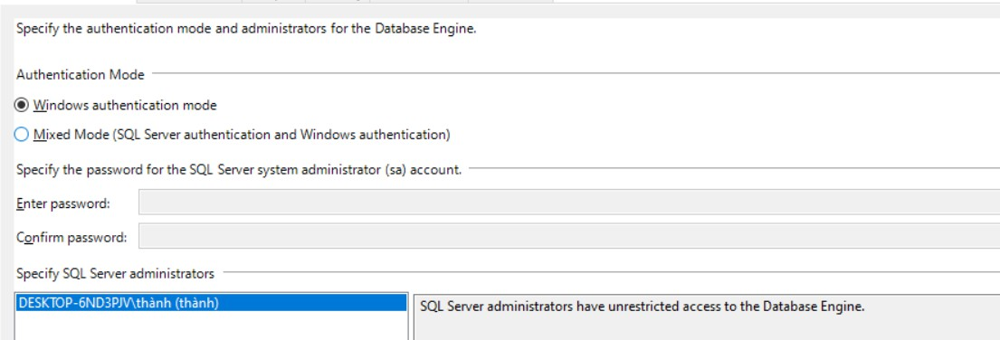 Specify the authentication mode and administrators for the Database Engine.
Authentication Mode
Windows authentication mode
Mixed Mode (SQL Server authentication and Windows authentication)
Specify the password for the SQL Server system administrator (sa) account.
Enter password:
Confirm password:
Specify SQL Server administrators
DESKTOP-6ND3PJV\thành (thành)
SQL Server administrators have unrestricted access to the Database Engine.